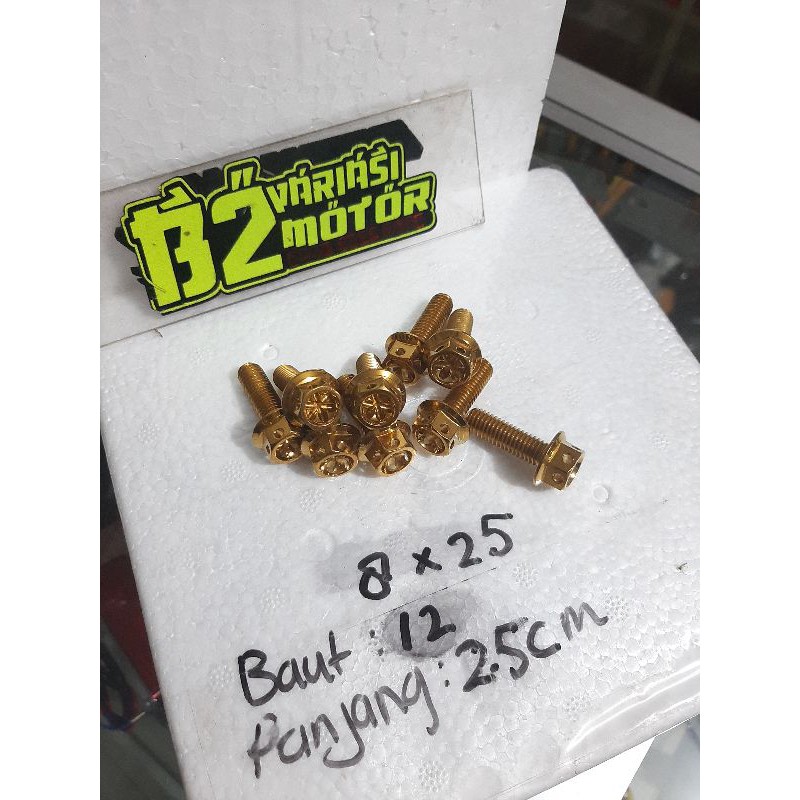 B2 VARIASI
MOTOR
8 x 25
Baut : 12
Panjang : 2.5cm